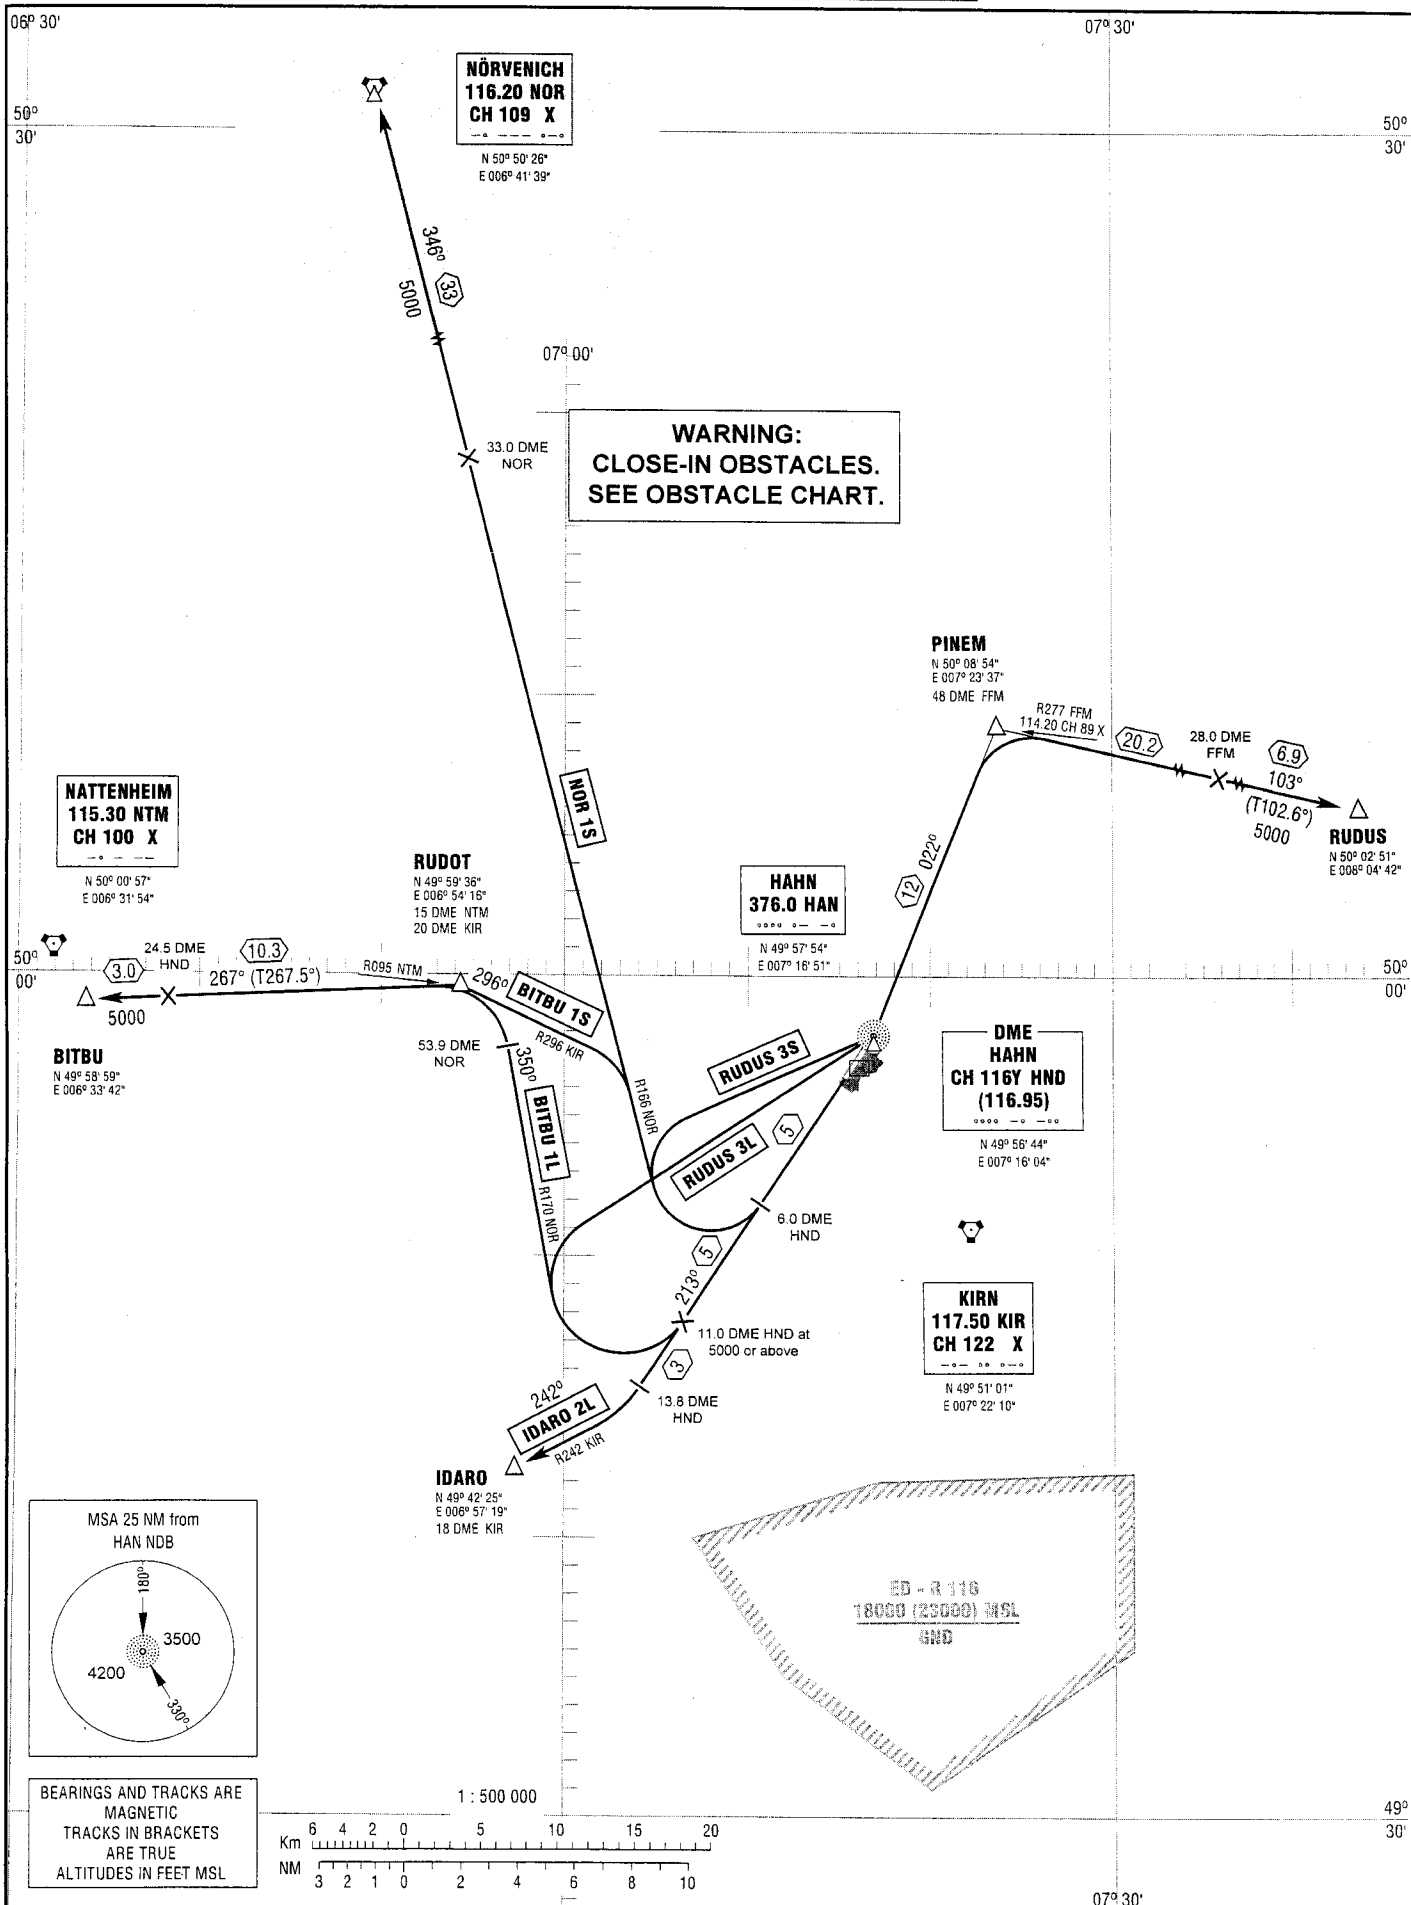 06° 30'
07° 30'
50°
30'
50°
30'
NÖRVENICH
116.20 NOR
CH 109 X
N 50° 50' 26"
E 006° 41' 39"
346°
33
5000
07° 00'
33.0 DME
NOR
WARNING:
CLOSE-IN OBSTACLES.
SEE OBSTACLE CHART.
PINEM
N 50° 08' 54"
E 007° 23' 37"
48 DME FFM
R277 FFM
114.20 CH 89 X
20.2
28.0 DME
FFM
6.9
103°
(T102.6°)
5000
RUDUS
N 50° 02' 51"
E 008° 04' 42"
NATTENHEIM
115.30 NTM
CH 100 X
N 50° 00' 57"
E 006° 31' 54"
NOR 1S
RUDOT
N 49° 59' 36"
E 006° 54' 16"
15 DME NTM
20 DME KIR
HAHN
376.0 HAN
N 49° 57' 54"
E 007° 16' 51"
12
022°
50°
00'
50°
00'
3.0
24.5 DME
HND
10.3
267° (T267.5°)
R095 NTM
296°
BITBU 1S
R296 KIR
5000
BITBU
N 49° 58' 59"
E 006° 33' 42"
53.9 DME
NOR
350°
BITBU 1L
R170 NOR
R166 NOR
RUDUS 3S
RUDUS 3L
5
DME
HAHN
CH 116Y HND
(116.95)
N 49° 56' 44"
E 007° 16' 04"
6.0 DME
HND
5
213°
11.0 DME HND at
5000 or above
3
13.8 DME
HND
KIRN
117.50 KIR
CH 122 X
N 49° 51' 01"
E 007° 22' 10"
242°
IDARO 2L
R242 KIR
IDARO
N 49° 42' 25"
E 006° 57' 19"
18 DME KIR
MSA 25 NM from
HAN NDB
180°
3500
4200
330°
ED - R 116
18000 (23000) MSL
GND
BEARINGS AND TRACKS ARE
MAGNETIC
TRACKS IN BRACKETS
ARE TRUE
ALTITUDES IN FEET MSL
1 : 500 000
Km 6 4 2 0 5 10 15 20
NM 3 2 1 0 2 4 6 8 10
49°
30'
07° 30'